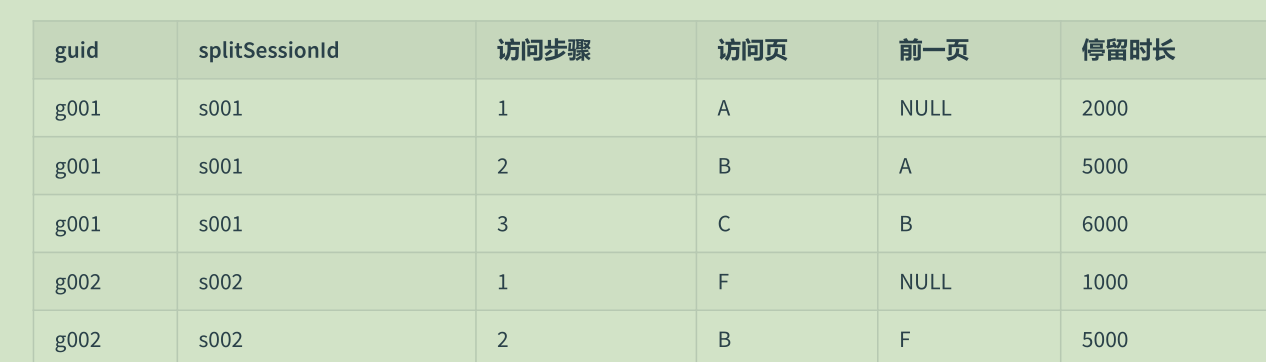 guid splitSessionId 访问步骤 访问页 前一页 停留时长
g001 s001 1 A NULL 2000
g001 s001 2 B A 5000
g001 s001 3 C B 6000
g002 s002 1 F NULL 1000
g002 s002 2 B F 5000